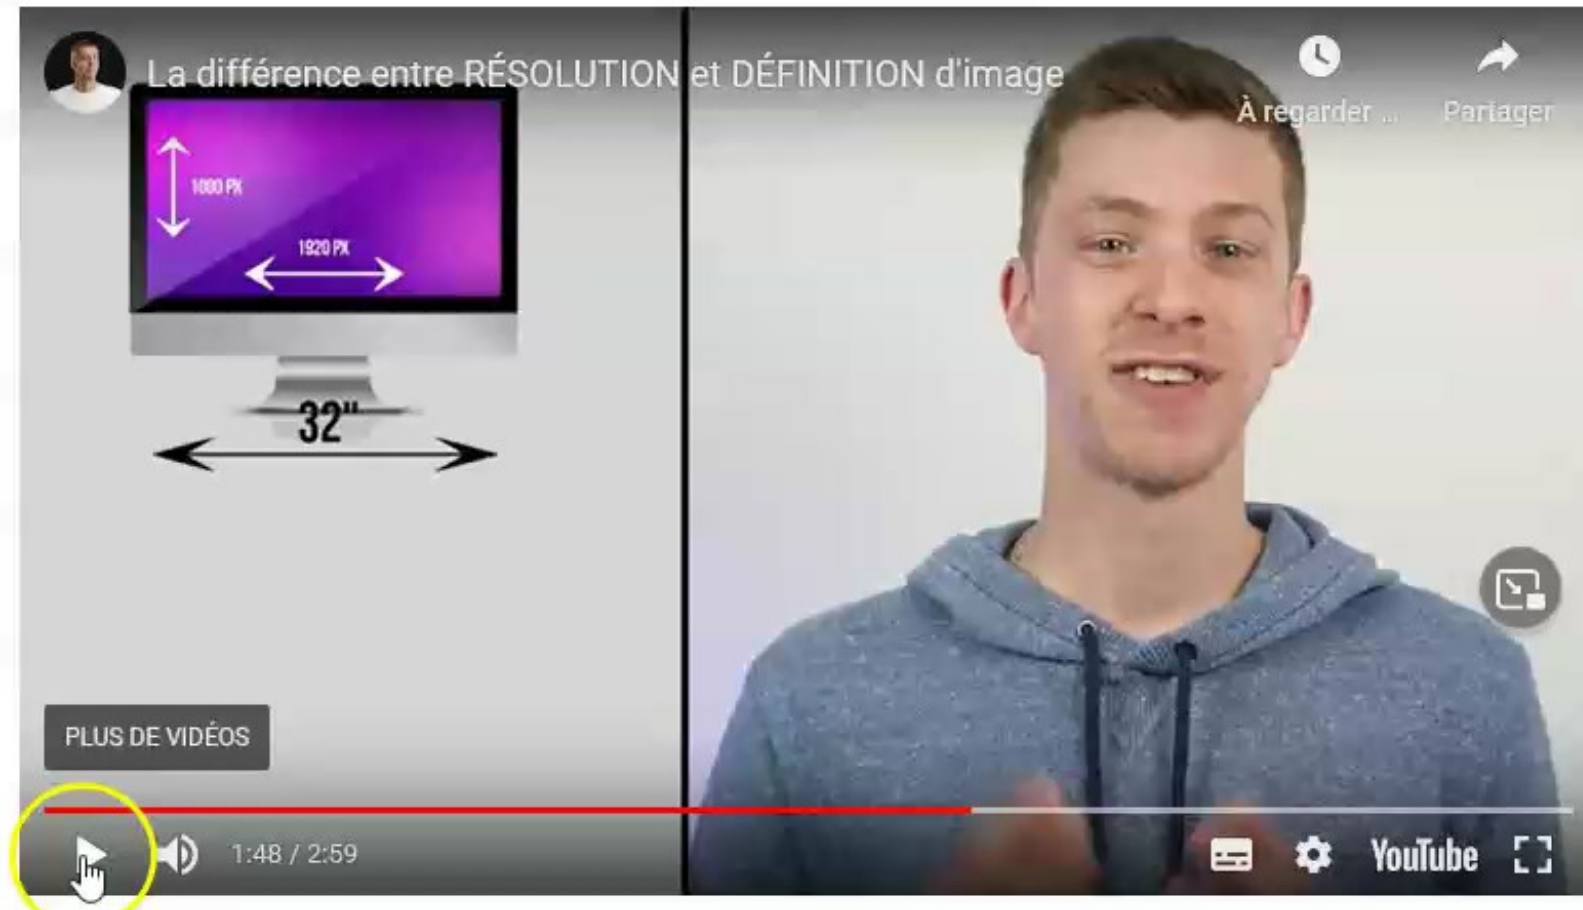 La différence entre RÉSOLUTION et DÉFINITION d'image
À regarder ...
Partager
1080 PX
1920 PX
32"
PLUS DE VIDÉOS
1:48 / 2:59
YouTube